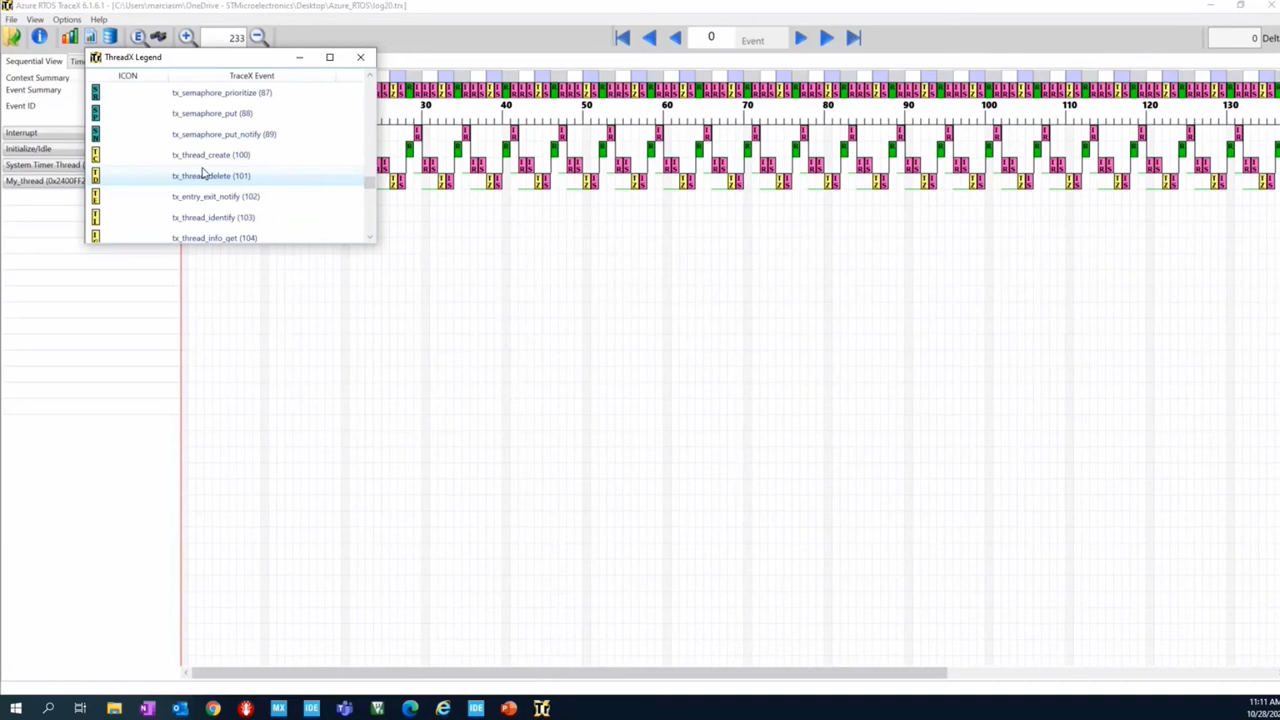 Azure RTOS TraceX 6.1.6.1 - [C:\Users\marciasm\OneDrive - STMicroelectronics\Desktop\Azure_RTOS\log20.trx]
File View Options Help
233
0 Event
0 Delt
Sequential View
Context Summary
Event Summary
Event ID
Interrupt
Initialize/Idle
System Timer Thread (
My_thread (0x2400FF2
ThreadX Legend
ICON TraceX Event
tx_semaphore_prioritize (87)
tx_semaphore_put (88)
tx_semaphore_put_notify (89)
tx_thread_create (100)
tx_thread_delete (101)
tx_entry_exit_notify (102)
tx_thread_identify (103)
tx_thread_info_get (104)
30 40 50 60 70 80 90 100 110 120 130
11:11 AM
10/28/20